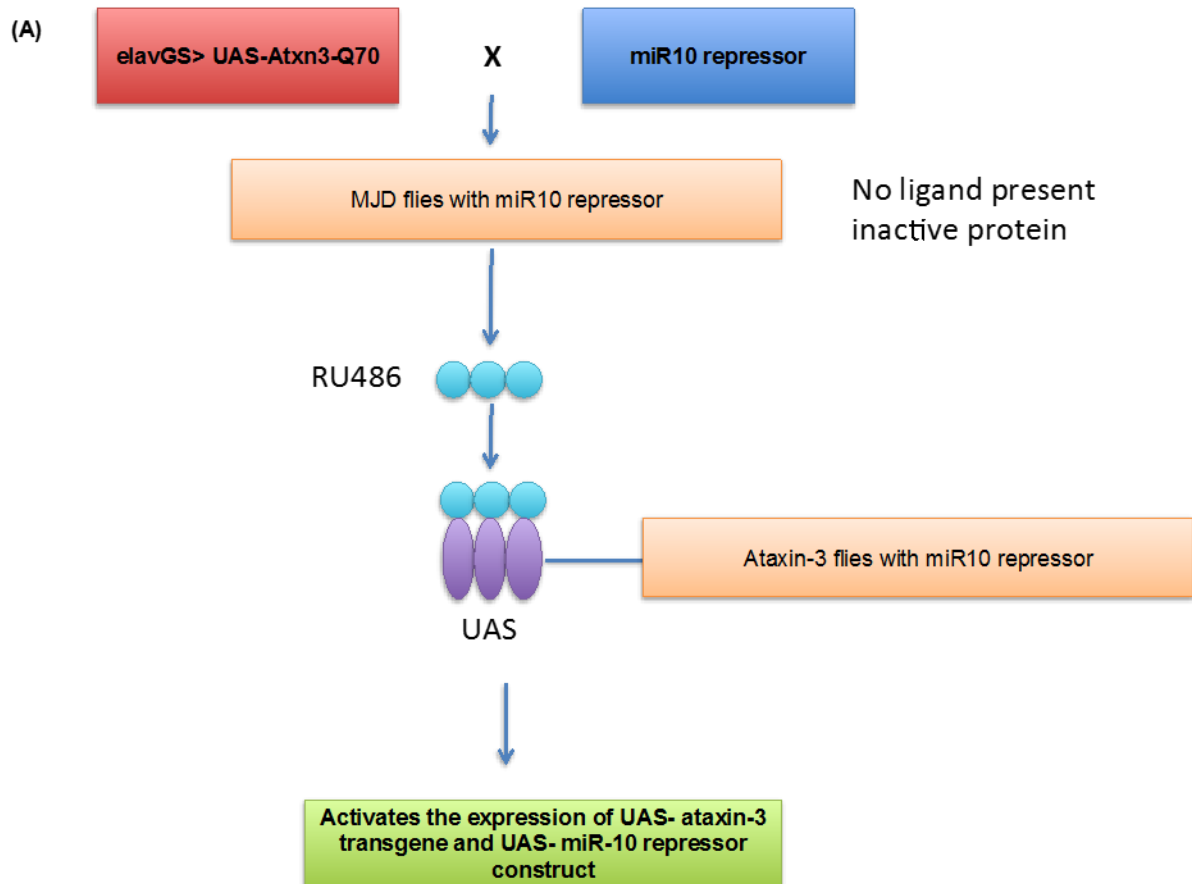 (A)
elavGS> UAS-Atxn3-Q70
X
miR10 repressor
MJD flies with miR10 repressor
No ligand present
inactive protein
RU486
Ataxin-3 flies with miR10 repressor
UAS
Activates the expression of UAS- ataxin-3
transgene and UAS- miR-10 repressor
construct